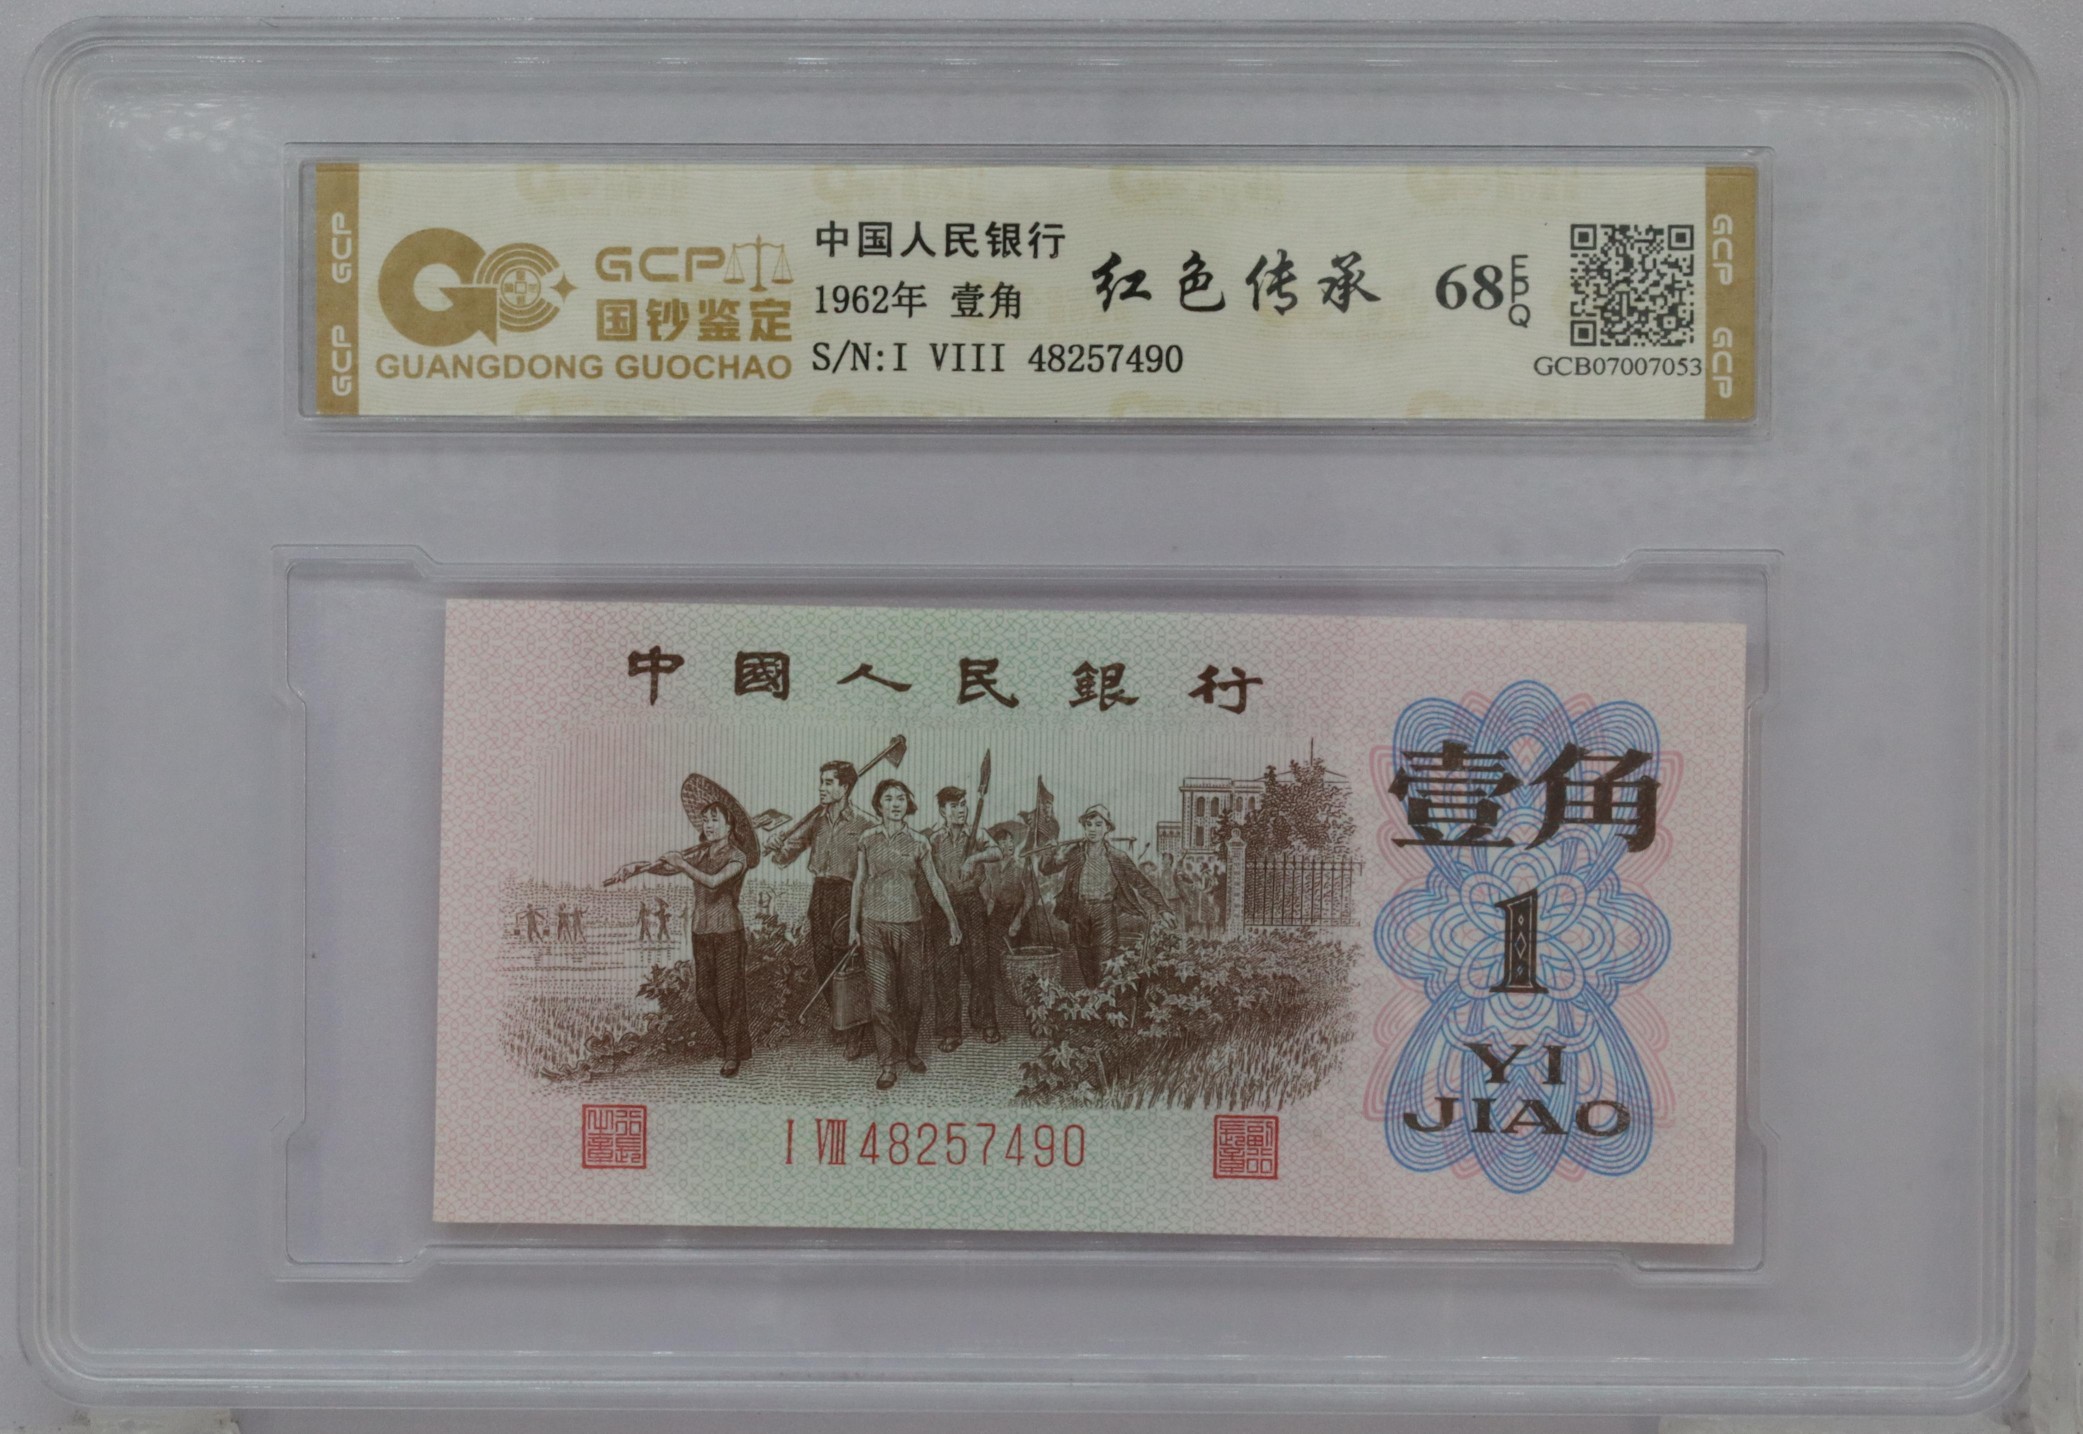 GCP
GCP
GCP
国钞鉴定
GUANGDONG GUOCHAO
中国人民银行
1962年 壹角
S/N:I VIII 48257490
红色传承
68 EPQ
GCB07007053
GCP
GCP
中國人民銀行
壹角
1
YI
JIAO
I VIII 48257490